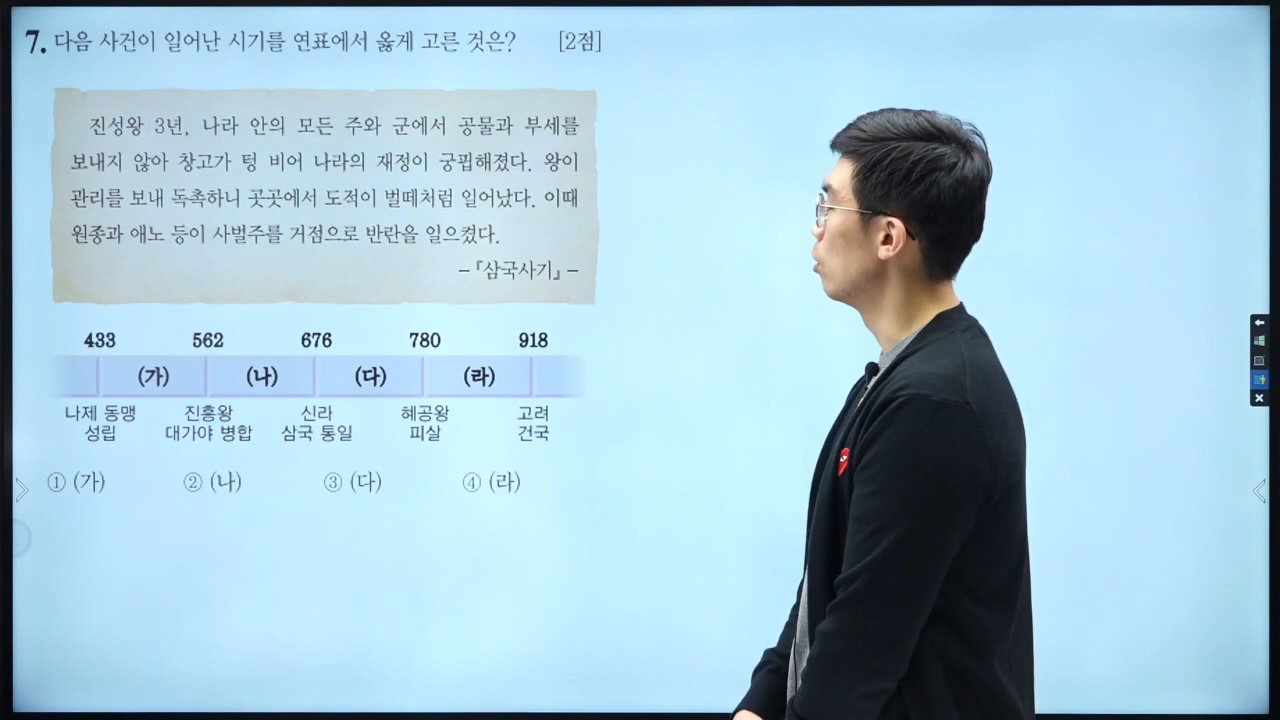 7. 다음 사건이 일어난 시기를 연표에서 옳게 고른 것은? [2점]
진성왕 3년, 나라 안의 모든 주와 군에서 공물과 부세를
보내지 않아 창고가 텅 비어 나라의 재정이 궁핍해졌다. 왕이
관리를 보내 독촉하니 곳곳에서 도적이 벌떼처럼 일어났다. 이때
원종과 애노 등이 사벌주를 거점으로 반란을 일으켰다.
－『삼국사기』－
433 562 676 780 918
(가) (나) (다) (라)
나제 동맹 진흥왕 신라 혜공왕 고려
성립 대가야 병합 삼국 통일 피살 건국
① (가) ② (나) ③ (다) ④ (라)